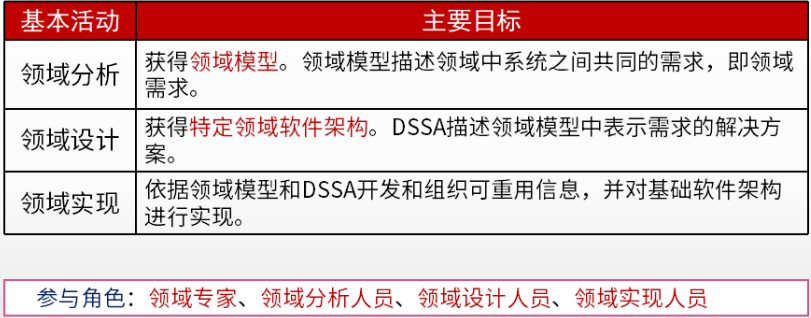 基本活动 主要目标
领域分析 获得领域模型。领域模型描述领域中系统之间共同的需求，即领域
需求。
领域设计 获得特定领域软件架构。DSSA描述领域模型中表示需求的解决方
案。
领域实现 依据领域模型和DSSA开发和组织可重用信息，并对基础软件架构
进行实现。
参与角色：领域专家、领域分析人员、领域设计人员、领域实现人员